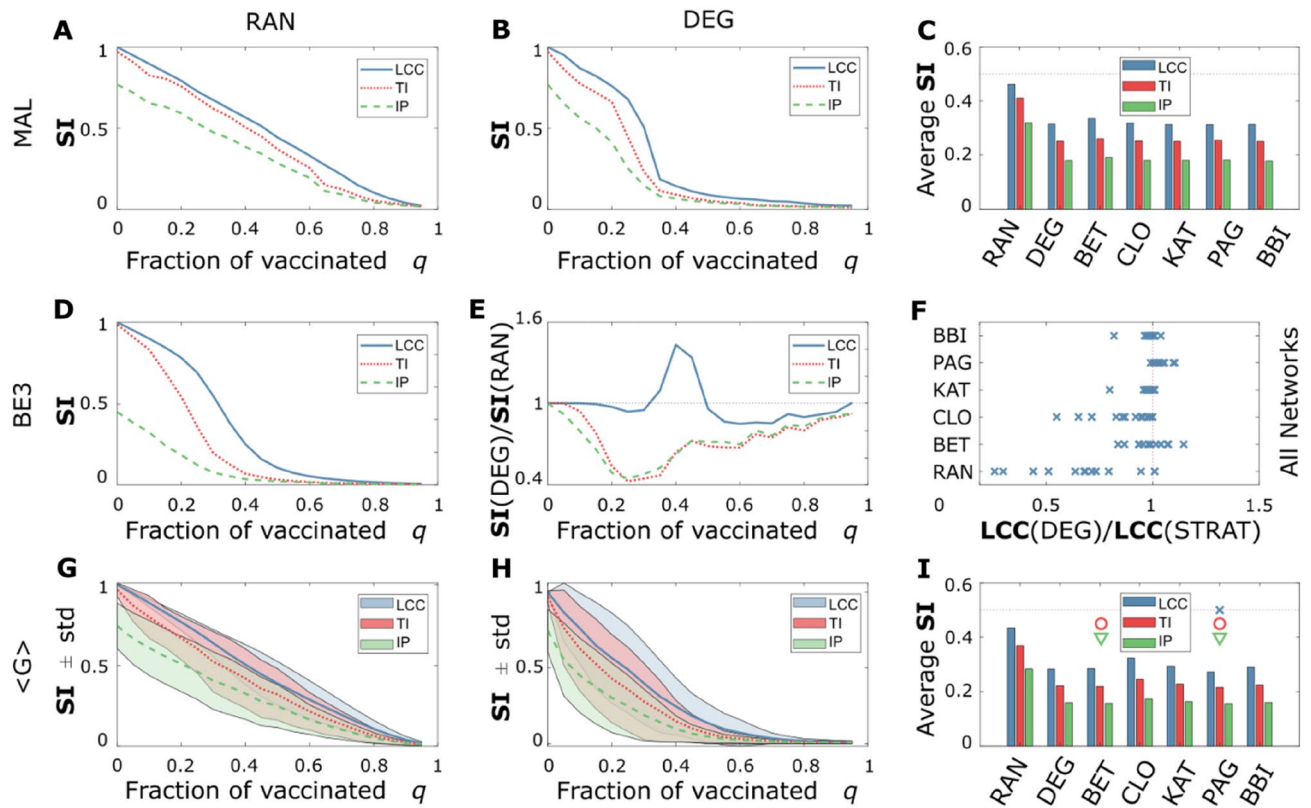 RAN
DEG
A
1
0.5
0
SI
MAL
LCC
TI
IP
0 0.2 0.4 0.6 0.8 1
Fraction of vaccinated q
B
1
0.5
0
SI
LCC
TI
IP
0 0.2 0.4 0.6 0.8 1
Fraction of vaccinated q
C
0.6
0.4
0.2
0
Average SI
LCC
TI
IP
RAN DEG BET CLO KAT PAG BBI
D
1
0.5
0
SI
BE3
LCC
TI
IP
0 0.2 0.4 0.6 0.8 1
Fraction of vaccinated q
E
1.6
1
0.4
SI(DEG)/SI(RAN)
LCC
TI
IP
0 0.2 0.4 0.6 0.8 1
Fraction of vaccinated q
F
BBI
PAG
KAT
CLO
BET
RAN
All Networks
0.5 1 1.5
LCC(DEG)/LCC(STRAT)
G
1
0.5
0
SI ± std
<G>
LCC
TI
IP
0 0.2 0.4 0.6 0.8 1
Fraction of vaccinated q
H
1
0.5
0
SI ± std
LCC
TI
IP
0 0.2 0.4 0.6 0.8 1
Fraction of vaccinated q
I
0.6
0.4
0.2
0
Average SI
LCC
TI
IP
RAN DEG BET CLO KAT PAG BBI